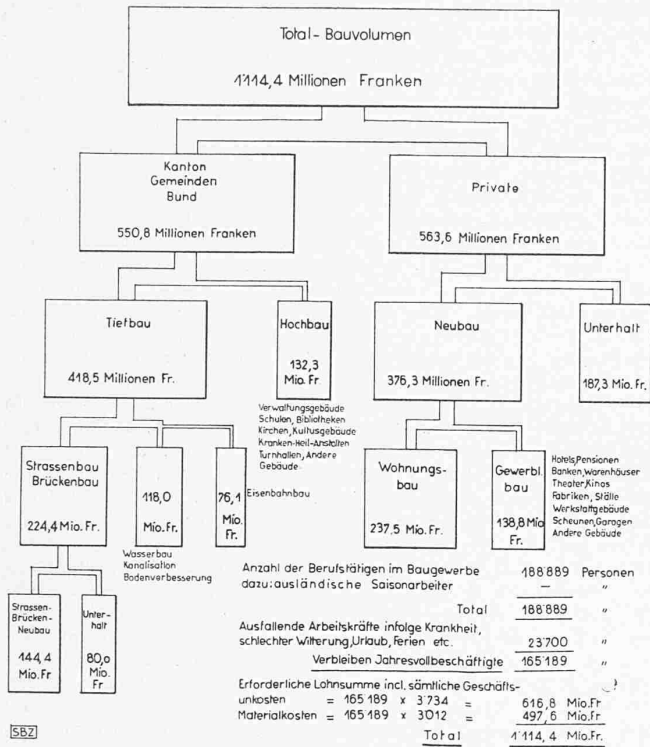 Total - Bauvolumen
1'114,4 Millionen Franken
Kanton
Gemeinden
Bund
550,8 Millionen Franken
Private
563,6 Millionen Franken
Tiefbau
418,5 Millionen Fr.
Hochbau
132,3
Mio. Fr.
Verwaltungsgebäude
Schulen, Bibliotheken
Kirchen, Kultusgebäude
Kranken-Heil-Anstalten
Turnhallen, Andere
Gebäude
Neubau
376,3 Millionen Fr.
Unterhalt
187,3 Mio. Fr.
Strassenbau
Brückenbau
224,4 Mio. Fr.
118,0
Mio. Fr.
Wasserbau
Kanalisation
Bodenverbesserung
76,1
Mio.
Fr.
Eisenbahnbau
Wohnungs-
bau
237,5 Mio. Fr.
Gewerbl.
bau
138,8 Mio
Fr.
Hotels, Pensionen
Banken, Warenhäuser
Theater, Kinos
Fabriken, Ställe
Werkstattgebäude
Scheunen, Garagen
Andere Gebäude
Strassen-
Brücken-
Neubau
144,4
Mio. Fr.
Unter-
halt
80,0
Mio.
Fr
Anzahl der Berufstätigen im Baugewerbe 188'889 Personen
dazu: ausländische Saisonarbeiter — "
Total 188'889 "
Ausfallende Arbeitskräfte infolge Krankheit,
schlechter Witterung, Urlaub, Ferien etc. 23'700 "
Verbleiben Jahresvollbeschäftigte 165'189 "
Erforderliche Lohnsumme incl. sämtliche Geschäfts-
unkosten = 165'189 x 3'734 = 616,8 Mio. Fr
Materialkosten = 165'189 x 3012 = 497,6 Mio. Fr.
Total 1'114,4 Mio. Fr.
SBZ